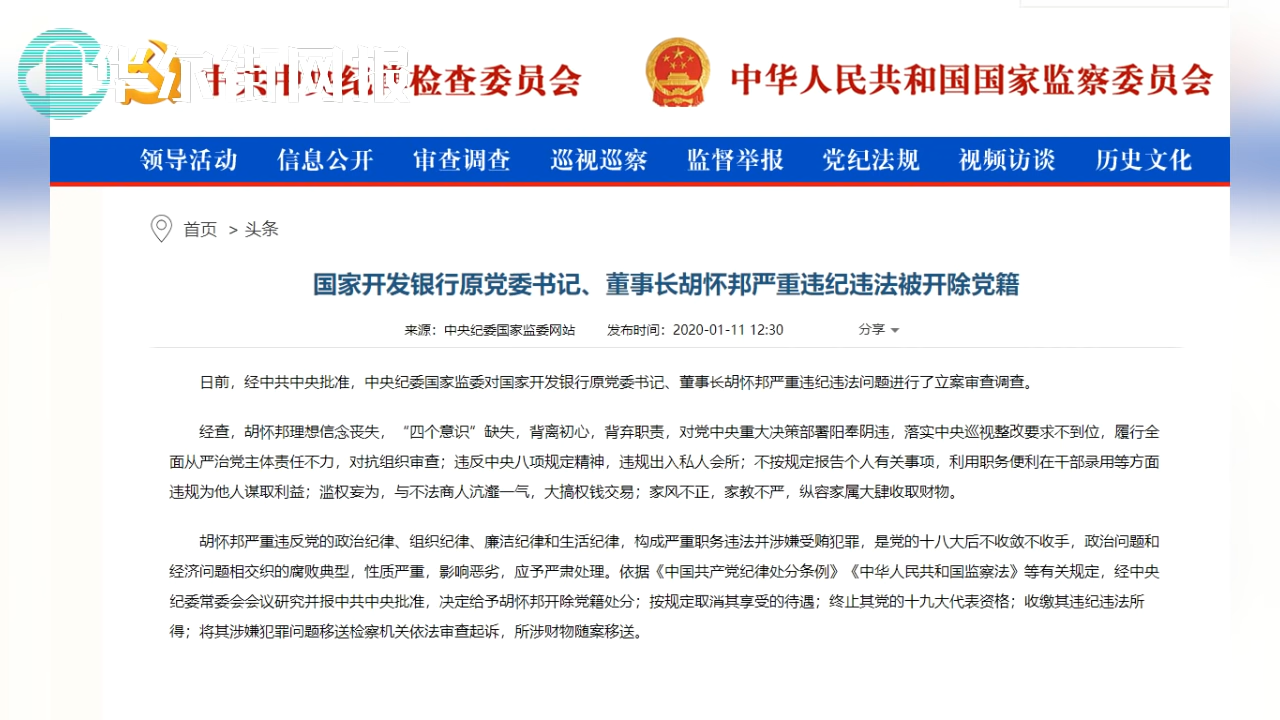 华尔街网报
中共中央纪律检查委员会
中华人民共和国国家监察委员会
领导活动 信息公开 审查调查 巡视巡察 监督举报 党纪法规 视频访谈 历史文化
首页 > 头条
国家开发银行原党委书记、董事长胡怀邦严重违纪违法被开除党籍
来源：中央纪委国家监委网站 发布时间：2020-01-11 12:30 分享
日前，经中共中央批准，中央纪委国家监委对国家开发银行原党委书记、董事长胡怀邦严重违纪违法问题进行了立案审查调查。
经查，胡怀邦理想信念丧失，“四个意识”缺失，背离初心，背弃职责，对党中央重大决策部署阳奉阴违，落实中央巡视整改要求不到位，履行全
面从严治党主体责任不力，对抗组织审查；违反中央八项规定精神，违规出入私人会所；不按规定报告个人有关事项，利用职务便利在干部录用等方面
违规为他人谋取利益；滥权妄为，与不法商人沆瀣一气，大搞权钱交易；家风不正，家教不严，纵容家属大肆收取财物。
胡怀邦严重违反党的政治纪律、组织纪律、廉洁纪律和生活纪律，构成严重职务违法并涉嫌受贿犯罪，是党的十八大后不收敛不收手，政治问题和
经济问题相交织的腐败典型，性质严重，影响恶劣，应予严肃处理。依据《中国共产党纪律处分条例》《中华人民共和国监察法》等有关规定，经中央
纪委常委会会议研究并报中共中央批准，决定给予胡怀邦开除党籍处分；按规定取消其享受的待遇；终止其党的十九大代表资格；收缴其违纪违法所
得；将其涉嫌犯罪问题移送检察机关依法审查起诉，所涉财物随案移送。